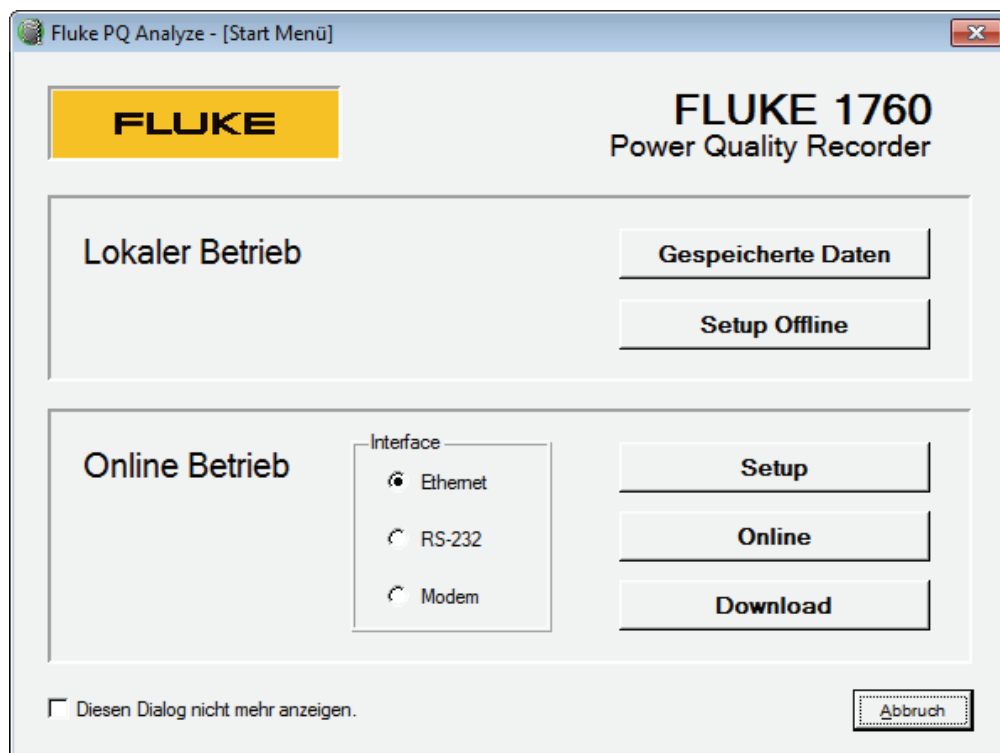 Fluke PQ Analyze - [Start Menü]
FLUKE
FLUKE 1760
Power Quality Recorder
Lokaler Betrieb
Gespeicherte Daten
Setup Offline
Online Betrieb
Interface
Ethernet
RS-232
Modem
Setup
Online
Download
Diesen Dialog nicht mehr anzeigen.
Abbruch